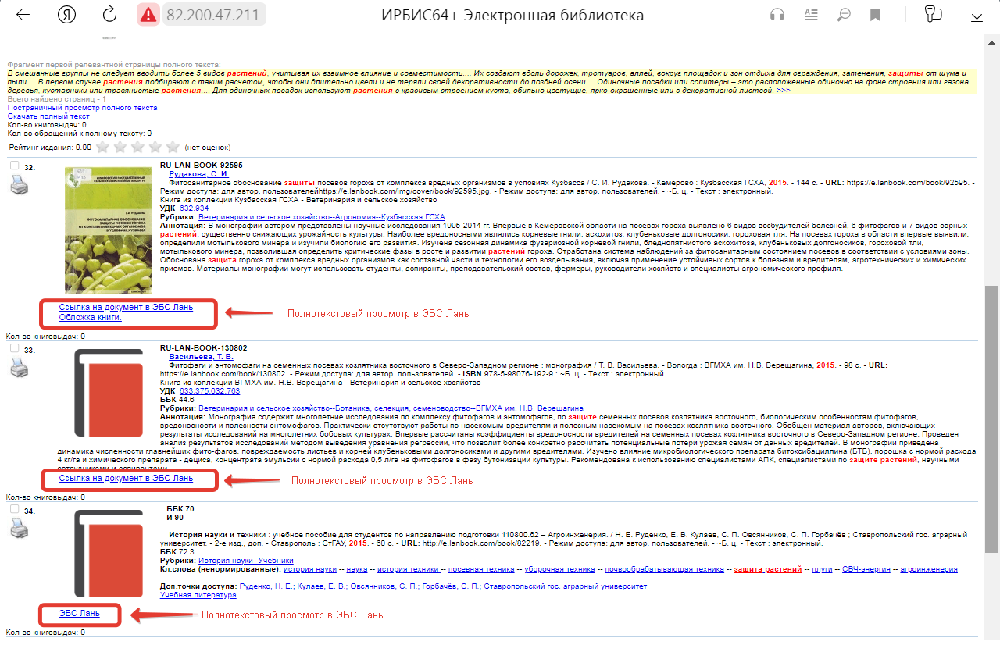 82.200.47.211
ИРБИС64+ Электронная библиотека
Фрагмент первой релевантной страницы полного текста:
В смешанные группы не следует вводить более 5 видов растений, учитывая их взаимное влияние и совместимость.... Их создают вдоль дорожек, тротуаров, аллей, вокруг площадок и зон отдыха для ограждения, затенения, защиты от шума и
пыли.... В первом случае растения подбирают с таким расчетом, чтобы они длительно цвели и не теряли своей декоративности до поздней осени.... Одиночные посадки или солитеры – это расположенные одиночно на фоне строения или газона
деревья, кустарники или травянистые растения.... Для одиночных посадок используют растения с красивым строением куста, обильно цветущие, ярко-окрашенные или с декоративной листвой. >>>
Всего найдено страниц - 1
Постраничный просмотр полного текста
Скачать полный текст
Кол-во книговыдач: 0
Кол-во обращений к полному тексту: 0
Рейтинг издания: 0.00 (нет оценок)
32.
RU-LAN-BOOK-92595
Рудакова, С. И.
Фитосанитарное обоснование защиты посевов гороха от комплекса вредных организмов в условиях Кузбасса / С. И. Рудакова. - Кемерово : Кузбасская ГСХА, 2015. - 144 с. - URL: https://e.lanbook.com/book/92595. -
Режим доступа: для автор. пользователейhttps://e.lanbook.com/img/cover/book/92595.jpg. - Режим доступа: для автор. пользователей. - ~Б. ц. - Текст : электронный.
Книга из коллекции Кузбасская ГСХА - Ветеринария и сельское хозяйство
УДК 632.934
Рубрики: Ветеринария и сельское хозяйство--Агрономия--Кузбасская ГСХА
Аннотация: В монографии автором представлены научные исследования 1995-2014 гг. Впервые в Кемеровской области на посевах гороха выявлено 6 видов возбудителей болезней, 6 фитофагов и 7 видов сорных
растений, существенно снижающих урожайность культуры. Наиболее вредоносными являлись корневые гнили, аскохитоз, клубеньковые долгоносики, гороховая тля. На посевах гороха в области впервые выявили,
определили мотылькового минера и изучили биологию его развития. Изучена сезонная динамика фузариозной корневой гнили, бледнопятнистого аскохитоза, клубеньковых долгоносиков, гороховой тли,
мотылькового минера, позволившая определить критические фазы в росте и развитии растений гороха. Отработана система наблюдений за фитосанитарным состоянием посевов в соответствии с условиями зоны.
Обоснована защита гороха от комплекса вредных организмов как составной части и технологии его возделывания, включая применение устойчивых сортов к болезням и вредителям, агротехнических и химических
приемов. Материалы монографии могут использовать студенты, аспиранты, преподавательский состав, фермеры, руководители хозяйств и специалисты агрономического профиля.
ФИТОСАНИТАРНОЕ ОБОСНОВАНИЕ
ЗАЩИТЫ ПОСЕВОВ ГОРОХА
ОТ КОМПЛЕКСА ВРЕДНЫХ ОРГАНИЗМОВ
В УСЛОВИЯХ КУЗБАССА
Ссылка на документ в ЭБС Лань
Обложка книги.
Полнотекстовый просмотр в ЭБС Лань
Кол-во книговыдач: 0
33.
RU-LAN-BOOK-130802
Васильева, Т. В.
Фитофаги и энтомофаги на семенных посевах козлятника восточного в Северо-Западном регионе : монография / Т. В. Васильева. - Вологда : ВГМХА им. Н.В. Верещагина, 2015. - 98 с. - URL:
https://e.lanbook.com/book/130802. - Режим доступа: для автор. пользователей. - ISBN 978-5-98076-192-9 : ~Б. ц. - Текст : электронный.
Книга из коллекции ВГМХА им. Н.В. Верещагина - Ветеринария и сельское хозяйство
УДК 633.375:632.763
ББК 44.6
Рубрики: Ветеринария и сельское хозяйство--Ботаника, селекция, семеноводство--ВГМХА им. Н.В. Верещагина
Аннотация: Монография содержит многолетние исследования по комплексу фитофагов и энтомофагов, по защите семенных посевов козлятника восточного, биологическим особенностям фитофагов,
вредоносности и полезности энтомофагов. Практически отсутствуют работы по насекомым-вредителям и полезным насекомым на посевах козлятника восточного. Обобщен материал авторов, включающих
результаты исследований на многолетних бобовых культурах. Впервые рассчитаны коэффициенты вредоносности вредителей на семенных посевах козлятника восточного в Северо-Западном регионе. Проведен
анализ результатов исследований методом выведения уравнения регрессии, что позволит более конкретно рассчитать потенциальные потери урожая семян от данных вредителей. В монографии приведена
динамика численности главнейших фито-фагов, повреждаемость листьев и корней клубеньковыми долгоносиками и другими вредителями. Изучено влияние микробиологического препарата битоксибациллина (БТБ), порошка с нормой расхода
4 кг/га и химического препарата - дециса, концентрата эмульсии с нормой расхода 0,5 л/га на фитофагов в фазу бутонизации культуры. Рекомендована к использованию специалистами АПК, специалистами по защите растений, научными
Ссылка на документ в ЭБС Лань
Полнотекстовый просмотр в ЭБС Лань
Кол-во книговыдач: 0
34.
ББК 70
И 90
История науки и техники : учебное пособие для студентов по направлению подготовки 110800.62 – Агроинженерия. / Н. Е. Руденко, Е. В. Кулаев, С. П. Овсянников, С. П. Горбачёв ; Ставропольский гос. аграрный
университет. - 2-е изд., доп. - Ставрополь : СтГАУ, 2015. - 60 с. - URL: http://e.lanbook.com/book/82219. - Режим доступа: для автор. пользователей. - ~Б. ц. - Текст : электронный.
ББК 72.3
Рубрики: История науки--Учебники
Кл.слова (ненормированные): история науки -- наука -- история техники -- посевная техника -- уборочная техника -- почвообрабатывающая техника -- защита растений -- плуги -- СВЧ-энергия -- агроинженерия
Доп.точки доступа: Руденко, Н. Е.; Кулаев, Е. В.; Овсянников, С. П.; Горбачёв, С. П.; Ставропольский гос. аграрный университет
Учебная литература
ЭБС Лань
Полнотекстовый просмотр в ЭБС Лань
Кол-во книговыдач: 0